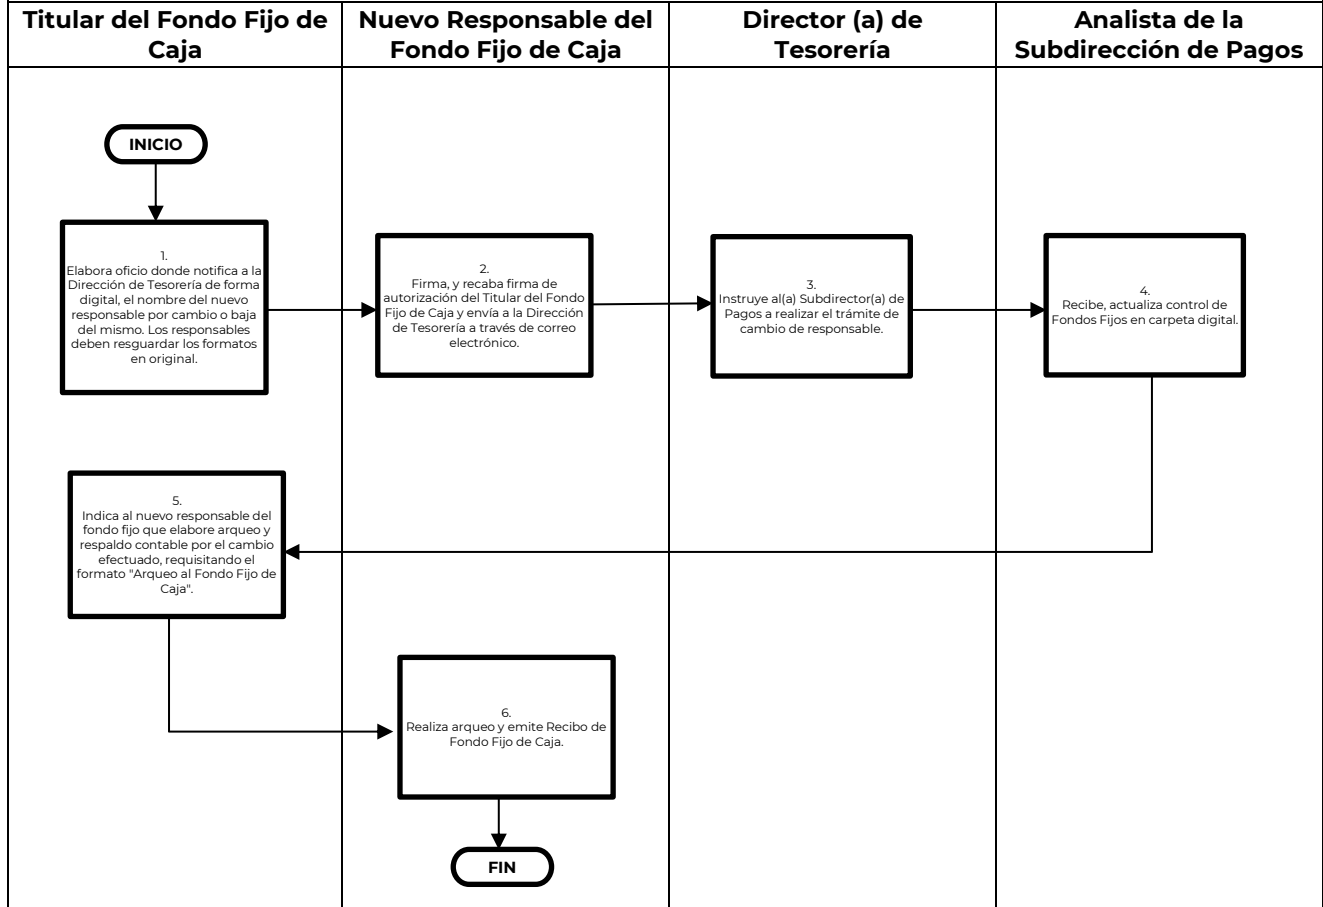 Titular del Fondo Fijo de
Caja
Nuevo Responsable del
Fondo Fijo de Caja
Director (a) de
Tesorería
Analista de la
Subdirección de Pagos
INICIO
1.
Elabora oficio donde notifica a la
Dirección de Tesorería de forma
digital, el nombre del nuevo
responsable por cambio o baja
del mismo. Los responsables
deben resguardar los formatos
en original.
2.
Firma, y recaba firma de
autorización del Titular del Fondo
Fijo de Caja y envía a la Dirección
de Tesorería a través de correo
electrónico.
3.
Instruye al(a) Subdirector(a) de
Pagos a realizar el trámite de
cambio de responsable.
4.
Recibe, actualiza control de
Fondos Fijos en carpeta digital.
5.
Indica al nuevo responsable del
fondo fijo que elabore arqueo y
respaldo contable por el cambio
efectuado, requisitando el
formato "Arqueo al Fondo Fijo de
Caja".
6.
Realiza arqueo y emite Recibo de
Fondo Fijo de Caja.
FIN